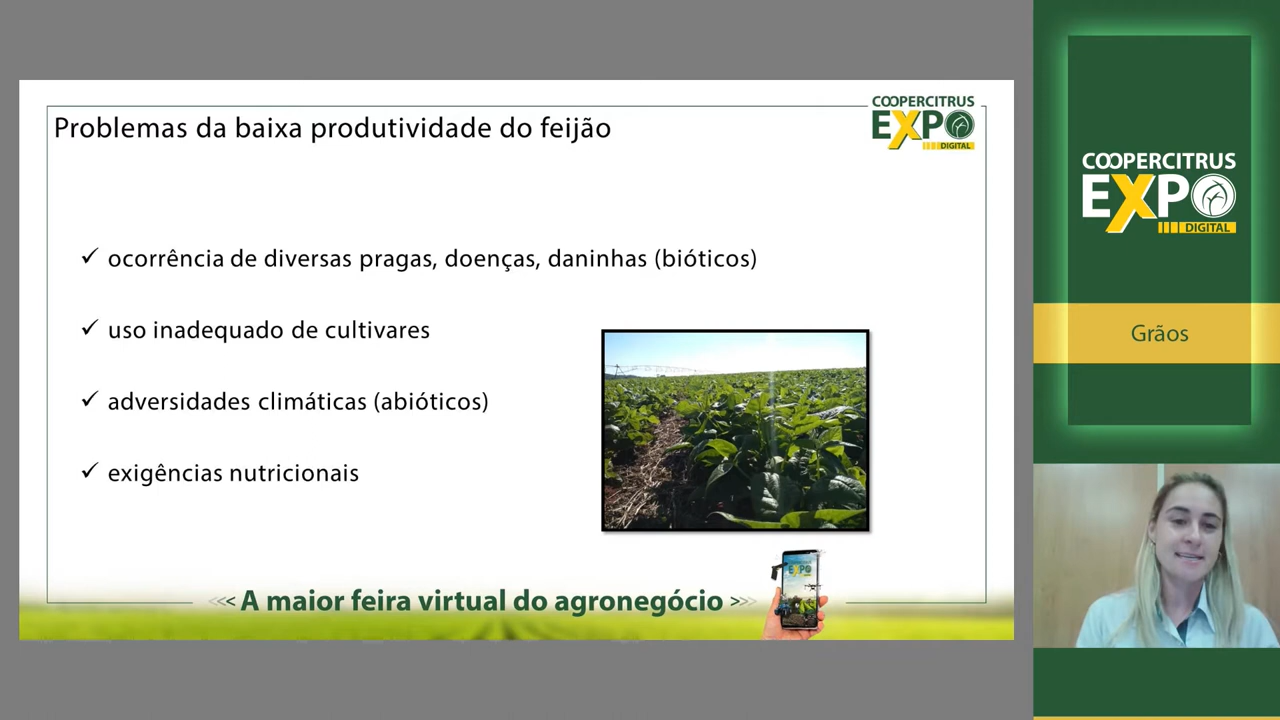 Problemas da baixa produtividade do feijão
COOPERCITRUS
EXPO
DIGITAL
✓ ocorrência de diversas pragas, doenças, daninhas (bióticos)
✓ uso inadequado de cultivares
✓ adversidades climáticas (abióticos)
✓ exigências nutricionais
<<< A maior feira virtual do agronegócio >>>
EXPO
COOPERCITRUS
EXPO
DIGITAL
Grãos